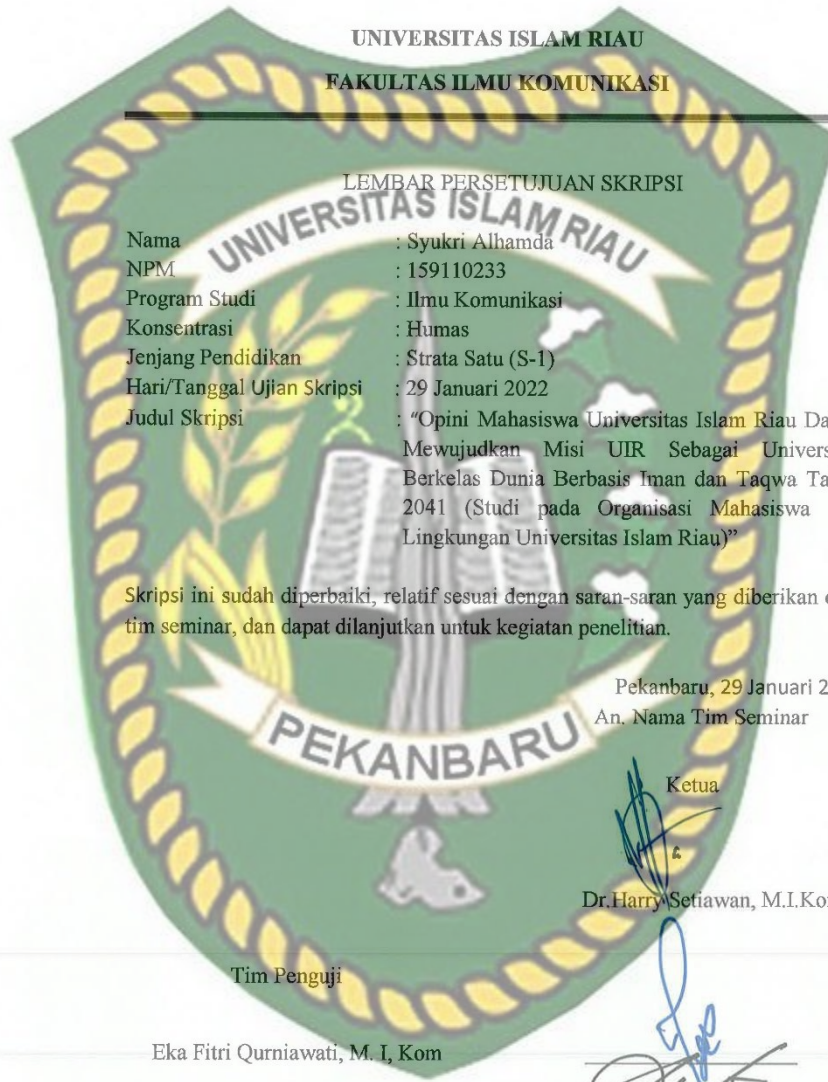 UNIVERSITAS ISLAM RIAU
FAKULTAS ILMU KOMUNIKASI
LEMBAR PERSETUJUAN SKRIPSI
UNIVERSITAS ISLAM RIAU
Nama : Syukri Alhamda
NPM : 159110233
Program Studi : Ilmu Komunikasi
Konsentrasi : Humas
Jenjang Pendidikan : Strata Satu (S-1)
Hari/Tanggal Ujian Skripsi : 29 Januari 2022
Judul Skripsi : “Opini Mahasiswa Universitas Islam Riau Da
Mewujudkan Misi UIR Sebagai Univers
Berkelas Dunia Berbasis Iman dan Taqwa Ta
2041 (Studi pada Organisasi Mahasiswa
Lingkungan Universitas Islam Riau)”
Skripsi ini sudah diperbaiki, relatif sesuai dengan saran-saran yang diberikan
tim seminar, dan dapat dilanjutkan untuk kegiatan penelitian.
Pekanbaru, 29 Januari 2
An. Nama Tim Seminar
PEKANBARU
Ketua
Dr.Harry Setiawan, M.I.Kom
Tim Penguji
Eka Fitri Qurniawati, M. I, Kom